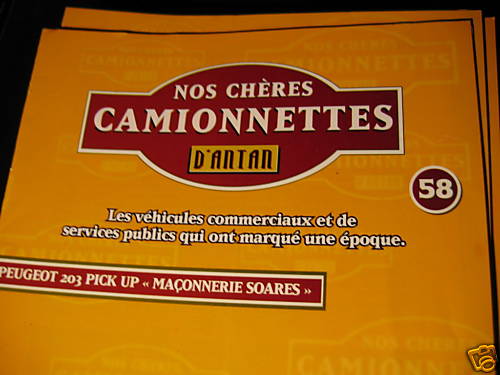 NOS CHÈRES
CAMIONNETTES
D'ANTAN
58
Les véhicules commerciaux et de
services publics qui ont marqué une époque.
PEUGEOT 203 PICK UP « MAÇONNERIE SOARES »